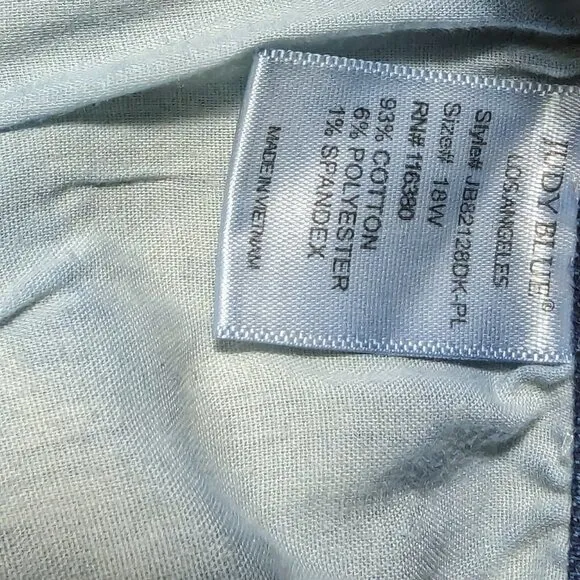 JUDY BLUE®
LOS ANGELES
Style# JB82128DK-PL
Size# 18W
RN# 116380
93% COTTON
6% POLYESTER
1% SPANDEX
MADE IN VIETNAM